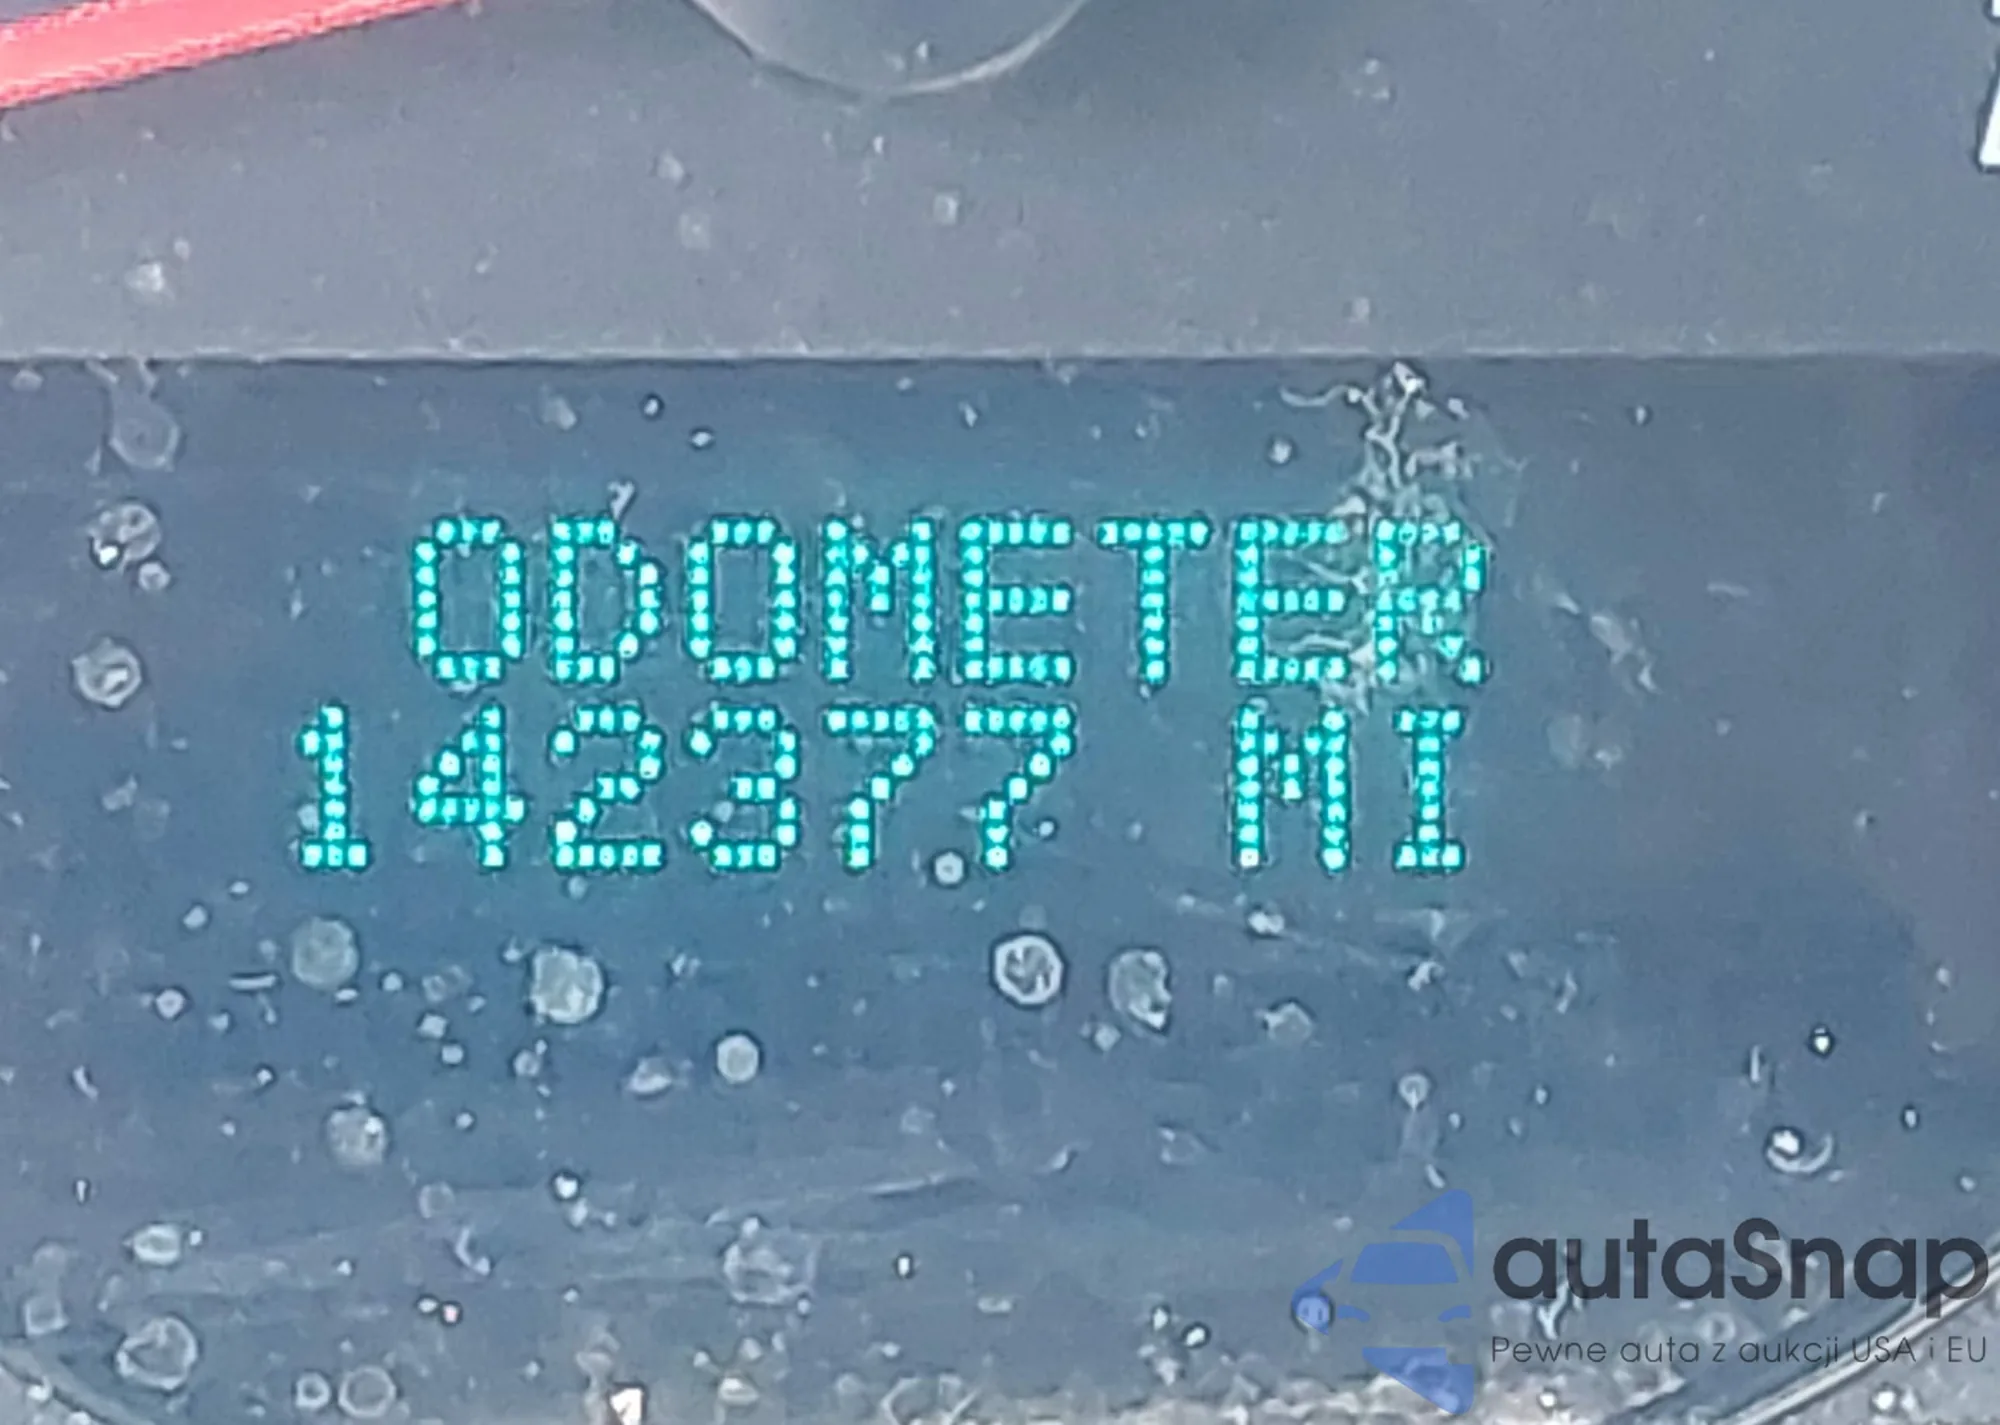 ODOMETER
142377 MI
autaSnap
Pewne auta z aukcji USA i EU